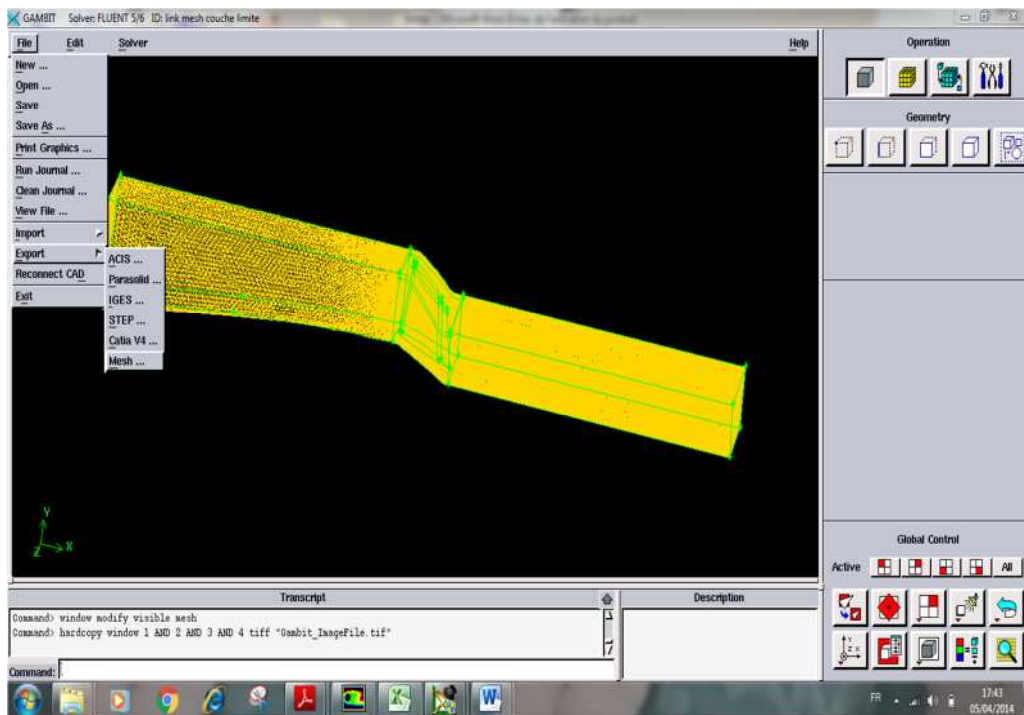 GAMBIT Solver: FLUENT 5/6 ID: link mesh couche limite
File Edit Solver Help
New ...
Open ...
Save
Save As ...
Print Graphics ...
Run Journal ...
Clean Journal ...
View File ...
Import
Export
Reconnect CAD
Exit
ACIS ...
Parasolid ...
IGES ...
STEP ...
Catia V4 ...
Mesh ...
Y
X
Z
Operation
Geometry
Global Control
Active All
Transcript
Command> window modify visible mesh
Command> hardcopy window 1 AND 2 AND 3 AND 4 tiff "Gambit_ImageFile.tif"
Command:
Description
FR
17:43
05/04/2014